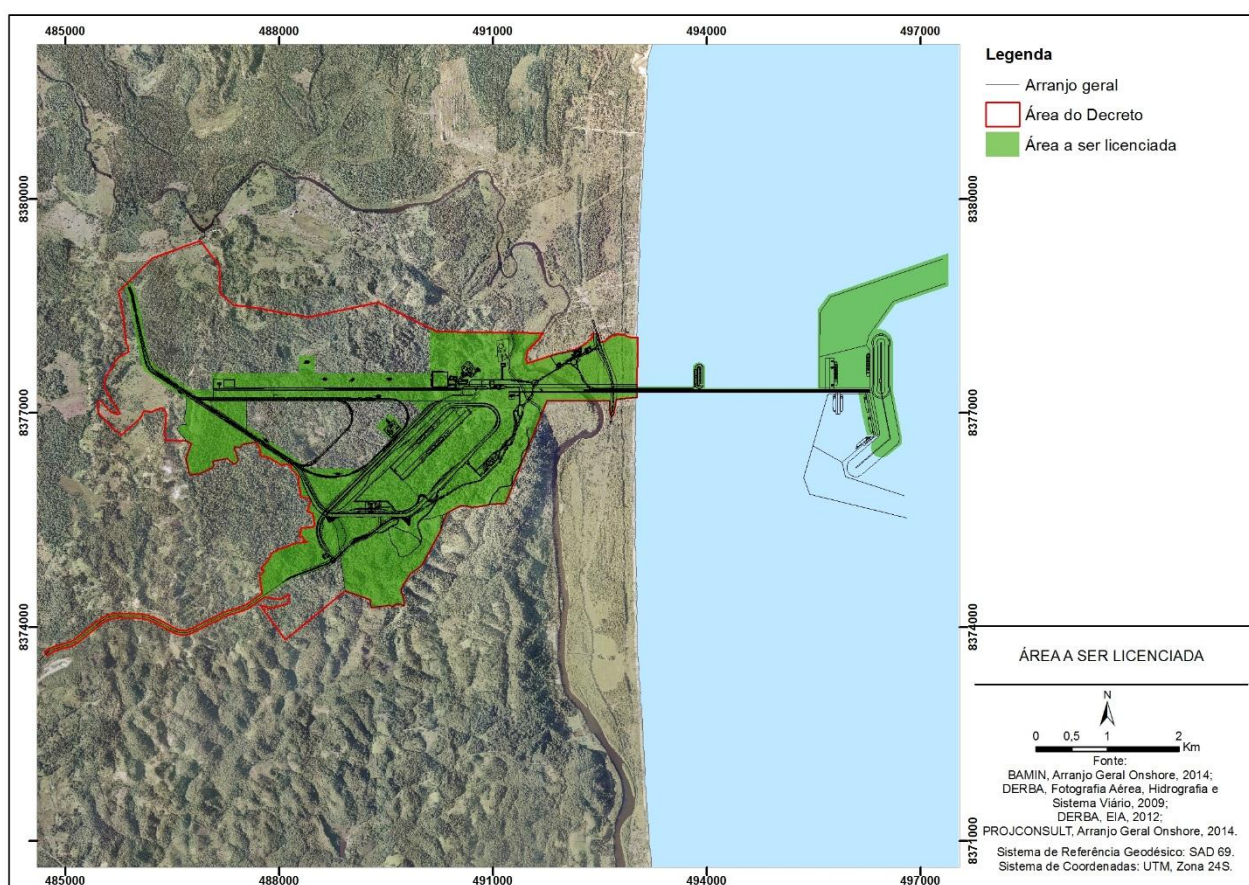 485000 488000 491000 494000 497000
Legenda
Arranjo geral
Área do Decreto
Área a ser licenciada
8380000 8380000
8377000 8377000
8374000 8374000
8371000
ÁREA A SER LICENCIADA
N
0 0,5 1 2
Km
Fonte:
BAMIN, Arranjo Geral Onshore, 2014;
DERBA, Fotografia Aérea, Hidrografia e
Sistema Viário, 2009;
DERBA, EIA, 2012;
PROJCONSULT, Arranjo Geral Onshore, 2014.
Sistema de Referência Geodésico: SAD 69.
Sistema de Coordenadas: UTM, Zona 24S.
485000 488000 491000 494000 497000